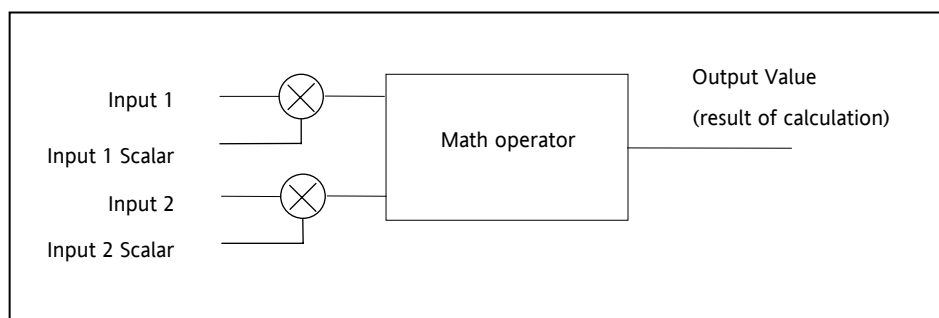 Input 1
Input 1 Scalar
Input 2
Input 2 Scalar
Math operator
Output Value
(result of calculation)